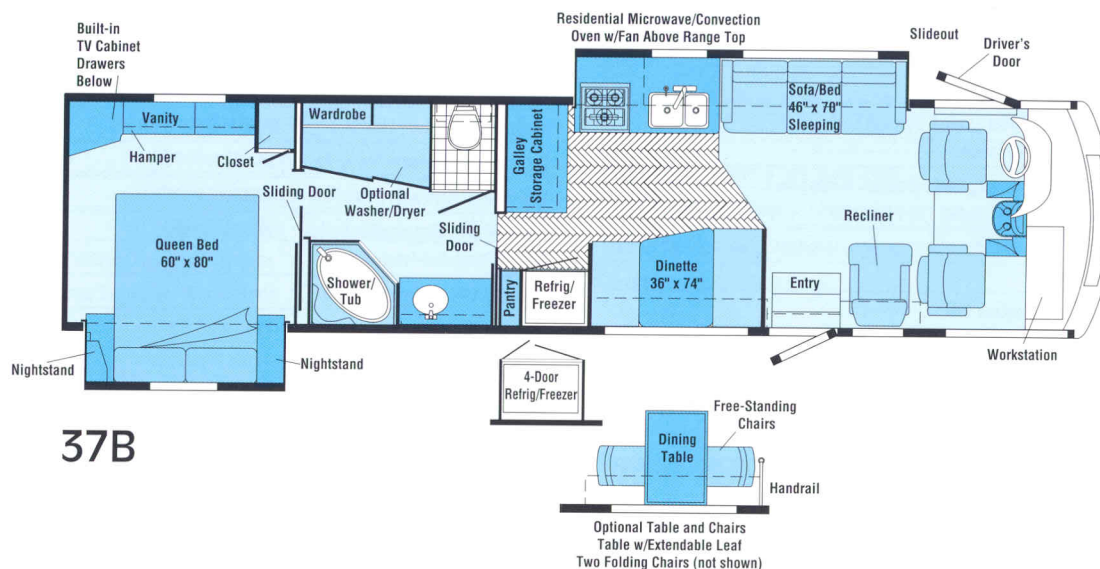 Residential Microwave/Convection
Oven w/Fan Above Range Top
Built-in
TV Cabinet
Drawers
Below
Slideout
Driver's
Door
Vanity
Hamper
Closet
Wardrobe
Optional
Washer/Dryer
Galley
Storage Cabinet
Sofa/Bed
46" x 70"
Sleeping
Sliding Door
Sliding
Door
Queen Bed
60" x 80"
Shower/
Tub
Pantry
Refrig/
Freezer
Dinette
36" x 74"
Recliner
Entry
Workstation
Nightstand
Nightstand
4-Door
Refrig/Freezer
37B
Dining
Table
Free-Standing
Chairs
Handrail
Optional Table and Chairs
Table w/Extendable Leaf
Two Folding Chairs (not shown)